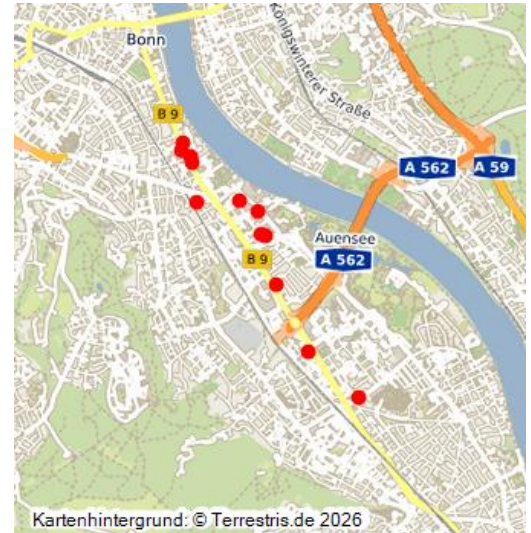 Bonn
B 9
Königswinterer Straße
A 562
A 59
Auensee
B 9
A 562
Kartenhintergrund: © Terrestris.de 2026